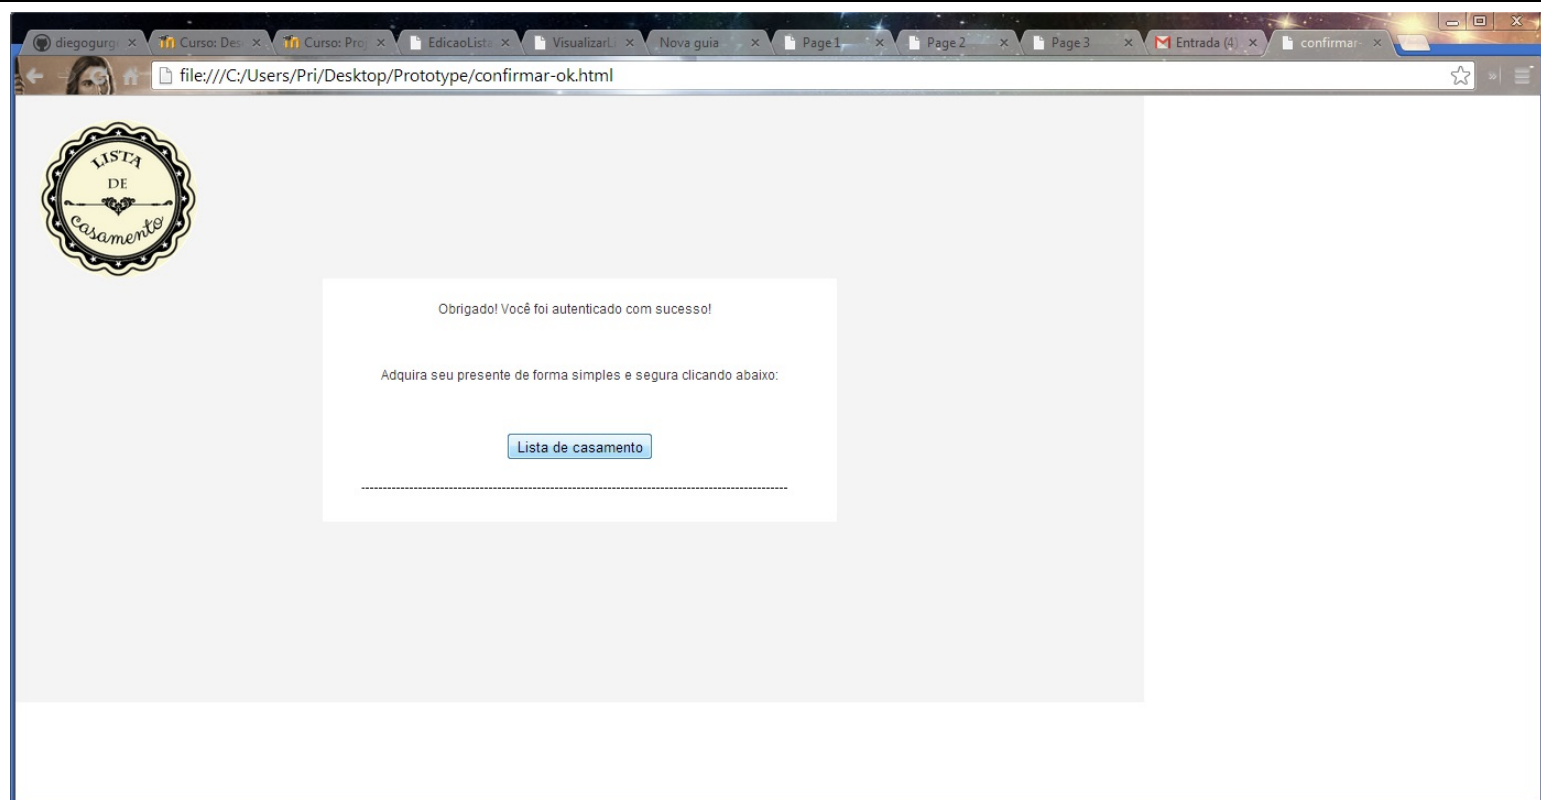 diegogurg
Curso: Des
Curso: Proj
EdicaoLista
VisualizarLi
Nova guia
Page 1
Page 2
Page 3
Entrada (4)
confirmar-
file:///C:/Users/Pri/Desktop/Prototype/confirmar-ok.html
LISTA
DE
Casamento
Obrigado! Você foi autenticado com sucesso!
Adquira seu presente de forma simples e segura clicando abaixo:
Lista de casamento